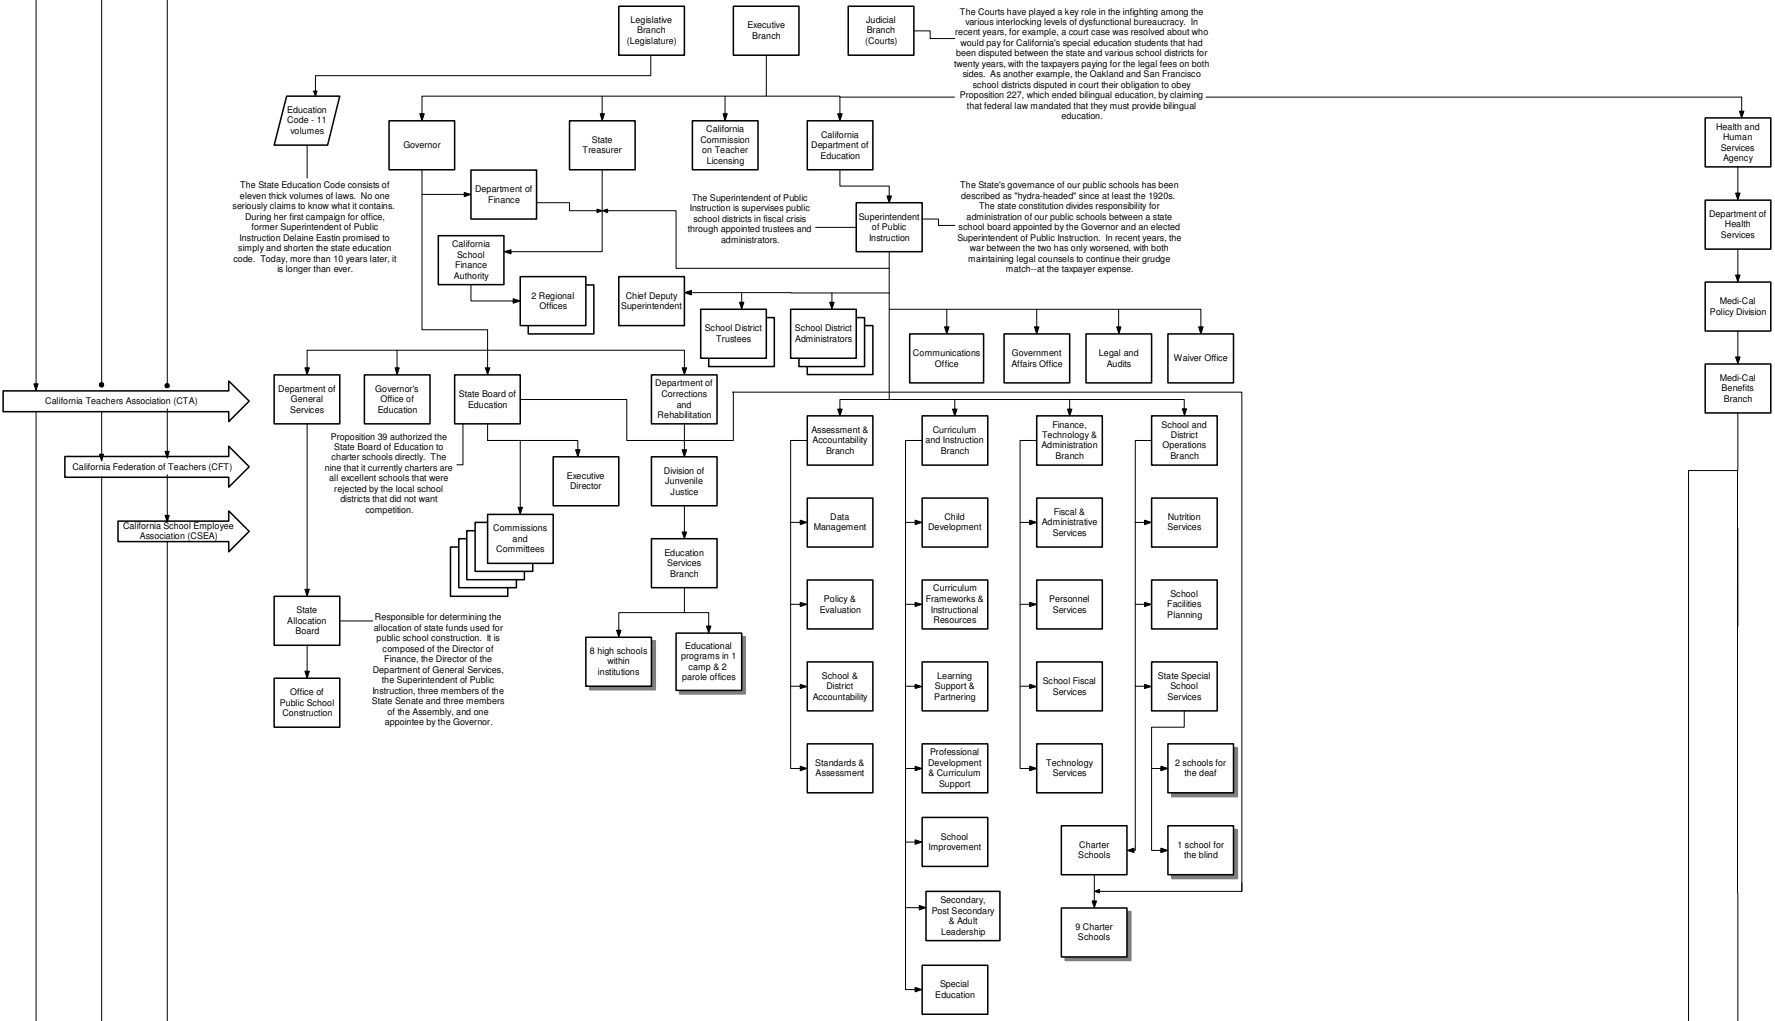 Legislative
Branch
(Legislature)
Executive
Branch
Judicial
Branch
(Courts)
The Courts have played a key role in the infighting among the
various interlocking levels of dysfunctional bureaucracy. In
recent years, for example, a court case was resolved about who
would pay for California's special education students that had
been disputed between the state and various school districts for
twenty years, with the taxpayers paying for the legal fees on both
sides. As another example, the Oakland and San Francisco
school districts disputed in court their obligation to obey
Proposition 227, which ended bilingual education, by claiming
that federal law mandated that they must provide bilingual
education.
Education
Code - 11
volumes
Governor
State
Treasurer
California
Commission
on Teacher
Licensing
California
Department of
Education
Health and
Human
Services
Agency
The State Education Code consists of
eleven thick volumes of laws. No one
seriously claims to know what it contains.
During her first campaign for office,
former Superintendent of Public
Instruction Delaine Eastin promised to
simply and shorten the state education
code. Today, more than 10 years later, it
is longer than ever.
Department of
Finance
The Superintendent of Public
Instruction is supervises public
school districts in fiscal crisis
through appointed trustees and
administrators.
Superintendent
of Public
Instruction
The State's governance of our public schools has been
described as "hydra-headed" since at least the 1920s.
The state constitution divides responsibility for
administration of our public schools between a state
school board appointed by the Governor and an elected
Superintendent of Public Instruction. In recent years, the
war between the two has only worsened, with both
maintaining legal counsels to continue their grudge
match--at the taxpayer expense.
Department of
Health
Services
California
School
Finance
Authority
2 Regional
Offices
Chief Deputy
Superintendent
School District
Trustees
School District
Administrators
Communications
Office
Government
Affairs Office
Legal and
Audits
Waiver Office
Medi-Cal
Policy Division
California Teachers Association (CTA)
Department of
General
Services
Governor's
Office of
Education
State Board of
Education
Department of
Corrections
and
Rehabilitation
Medi-Cal
Benefits
Branch
Assessment &
Accountability
Branch
Curriculum
and Instruction
Branch
Finance,
Technology &
Administration
Branch
School and
District
Operations
Branch
Proposition 39 authorized the
State Board of Education to
charter schools directly. The
nine that it currently charters are
all excellent schools that were
rejected by the local school
districts that did not want
competition.
California Federation of Teachers (CFT)
Executive
Director
Division of
Junvenile
Justice
California School Employee
Association (CSEA)
Commissions
and
Committees
Data
Management
Child
Development
Fiscal &
Administrative
Services
Nutrition
Services
Education
Services
Branch
State
Allocation
Board
Responsible for determining the
allocation of state funds used for
public school construction. It is
composed of the Director of
Finance, the Director of the
Department of General Services,
the Superintendent of Public
Instruction, three members of the
State Senate and three members
of the Assembly, and one
appointee by the Governor.
Policy &
Evaluation
Curriculum
Frameworks &
Instructional
Resources
Personnel
Services
School
Facilities
Planning
8 high schools
within
institutions
Educational
programs in 1
camp & 2
parole offices
Office of
Public School
Construction
School &
District
Accountability
Learning
Support &
Partnering
School Fiscal
Services
State Special
School
Services
Standards &
Assessment
Professional
Development
& Curriculum
Support
Technology
Services
2 schools for
the deaf
School
Improvement
Charter
Schools
1 school for
the blind
Secondary,
Post Secondary
& Adult
Leadership
9 Charter
Schools
Special
Education